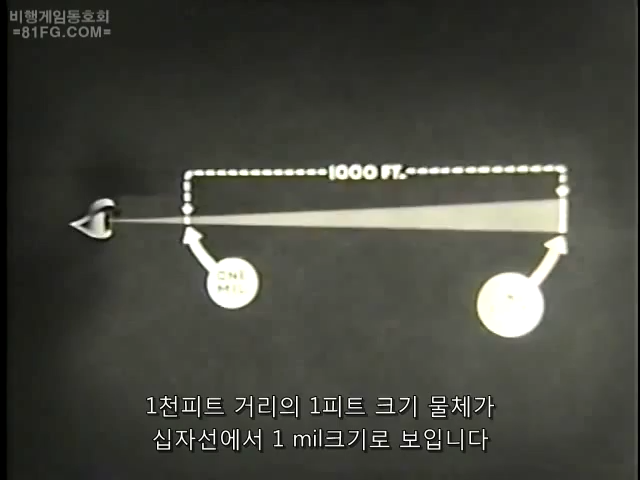 비행게임동호회
=81FG.COM=
1000 FT.
ONE
MIL
1천피트 거리의 1피트 크기 물체가
십자선에서 1 mil크기로 보입니다